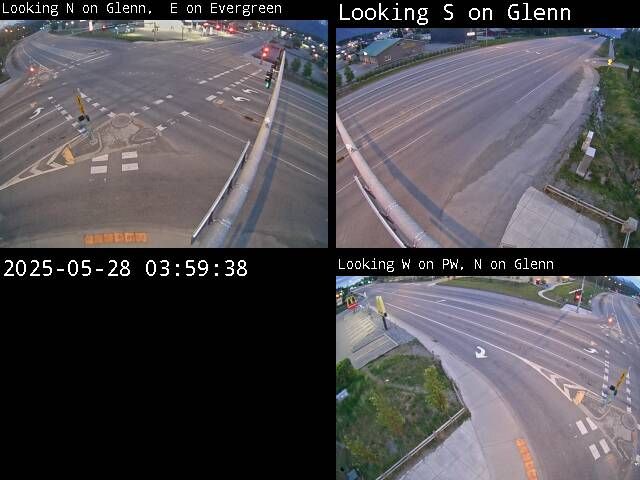 Looking N on Glenn,  E on Evergreen
Looking S on Glenn
2025-05-28 03:59:38
Looking W on PW, N on Glenn